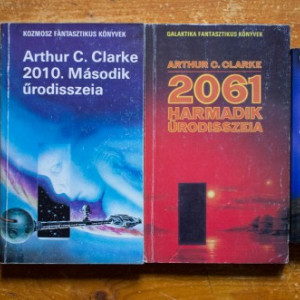 KOZMOSZ FANTASZTIKUS KÖNYVEK
Arthur C. Clarke
2010. Második
űrodisszeia
GALAKTIKA FANTASZTIKUS KÖNYVEK
ARTHUR C. CLARKE
2061
HARMADIK
ŰRODISSZEIA